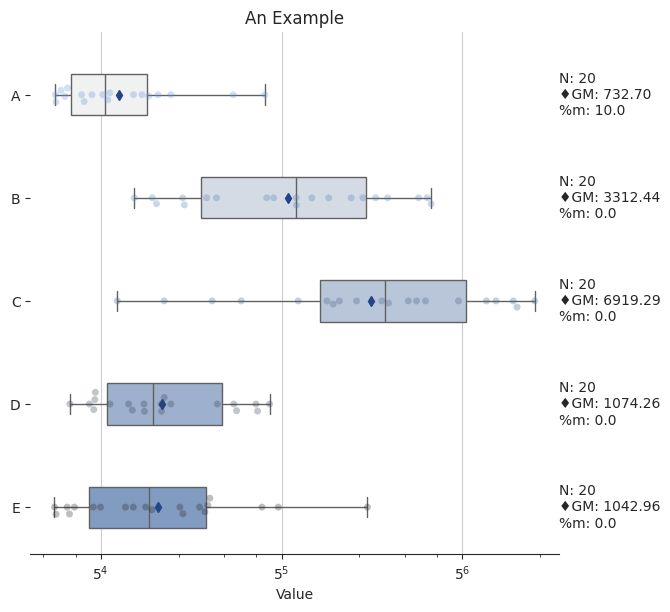 An Example
A
N: 20
♦GM: 732.70
%m: 10.0
B
N: 20
♦GM: 3312.44
%m: 0.0
C
N: 20
♦GM: 6919.29
%m: 0.0
D
N: 20
♦GM: 1074.26
%m: 0.0
E
N: 20
♦GM: 1042.96
%m: 0.0
5⁴ 5⁵ 5⁶
Value